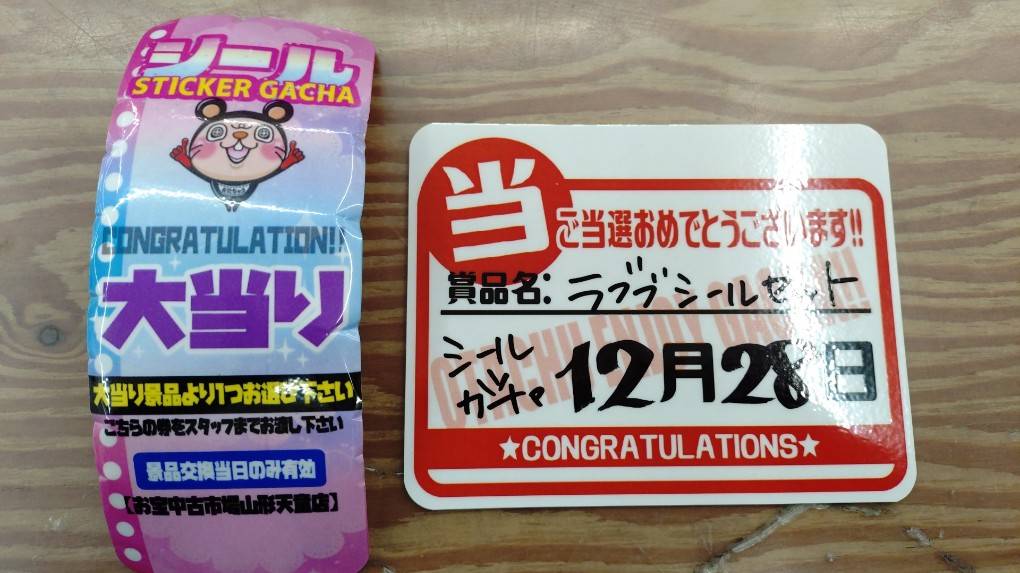 シール
STICKER GACHA
CONGRATULATION!!
大当り
大当り景品より1つお選び下さい
こちらの券をスタッフまでお渡し下さい
景品交換当日のみ有効
【お宝中古市場山形天童店】
当
ご当選おめでとうございます!!
賞品名:ラブブシールセット
シール
ガチャ
12月28日
★CONGRATULATIONS★